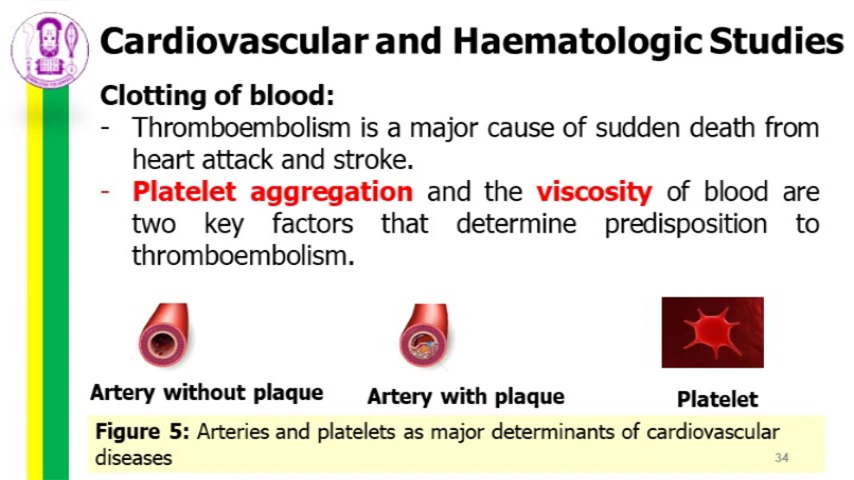 Cardiovascular and Haematologic Studies
Clotting of blood:
- Thromboembolism is a major cause of sudden death from
heart attack and stroke.
- Platelet aggregation and the viscosity of blood are
two key factors that determine predisposition to
thromboembolism.
Artery without plaque
Artery with plaque
Platelet
Figure 5: Arteries and platelets as major determinants of cardiovascular
diseases
34